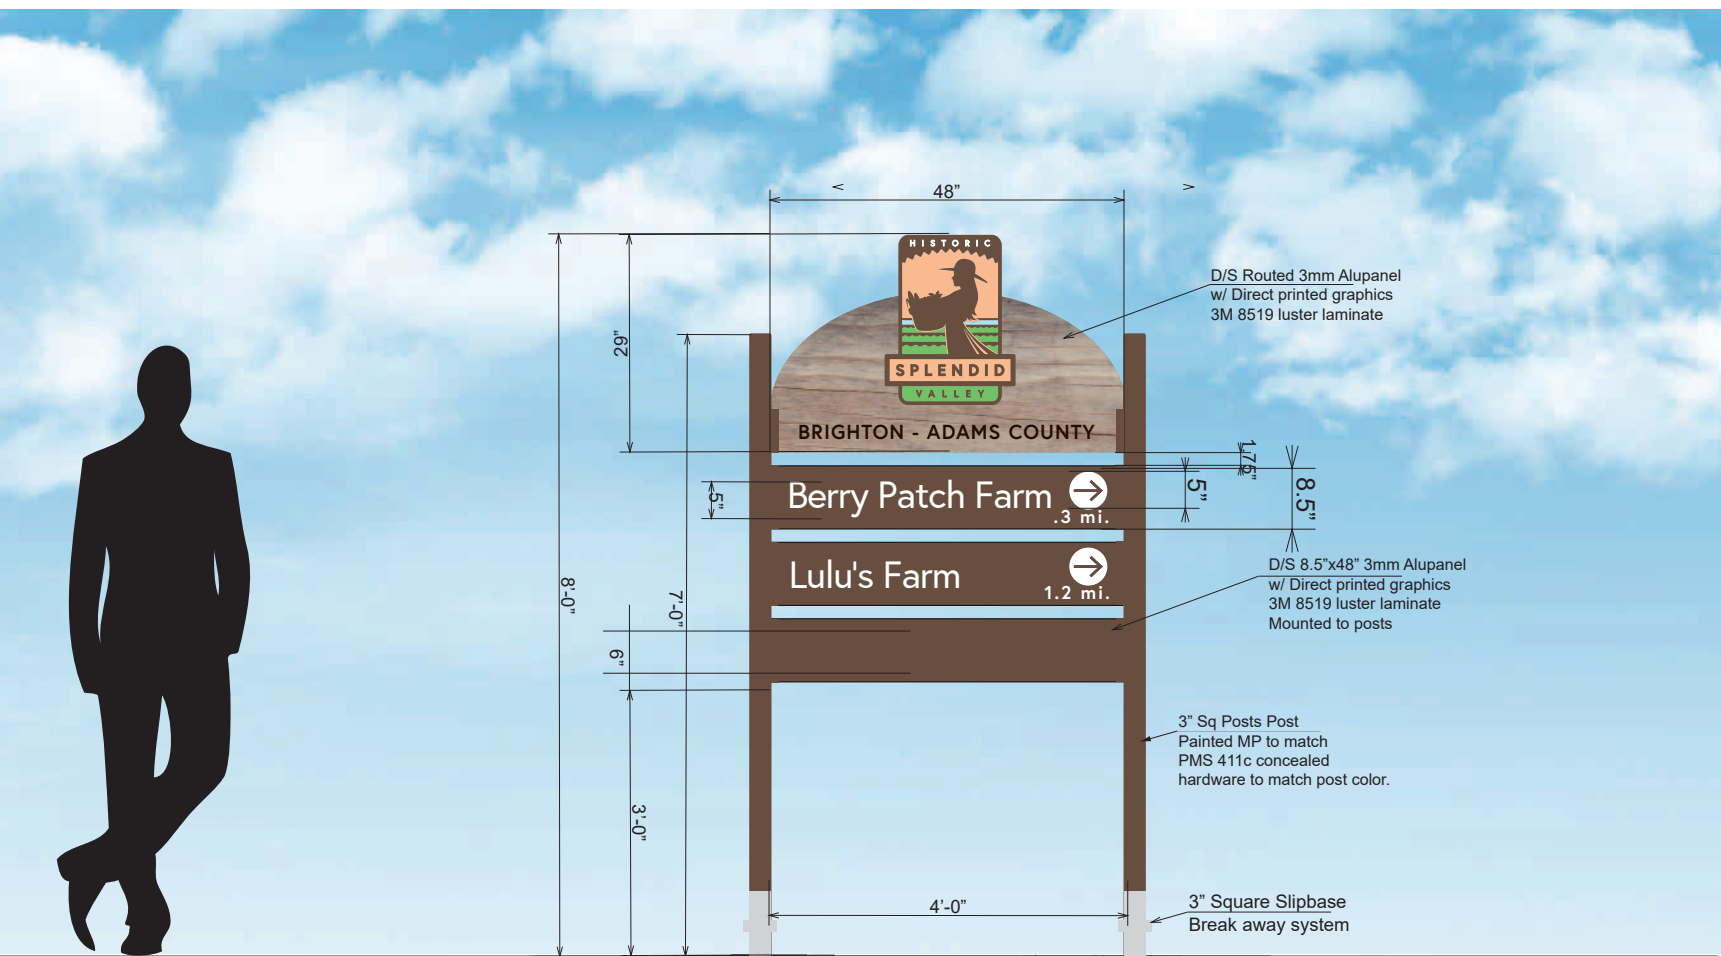 48”
HISTORIC
SPLENDID
VALLEY
BRIGHTON - ADAMS COUNTY
D/S Routed 3mm Alupanel
w/ Direct printed graphics
3M 8519 luster laminate
29”
1.75”
Berry Patch Farm
.3 mi.
5”
5”
8.5”
Lulu's Farm
1.2 mi.
D/S 8.5”x48” 3mm Alupanel
w/ Direct printed graphics
3M 8519 luster laminate
Mounted to posts
8’-0”
7’-0”
6”
3” Sq Posts Post
Painted MP to match
PMS 411c concealed
hardware to match post color.
3’-0”
4’-0”
3” Square Slipbase
Break away system